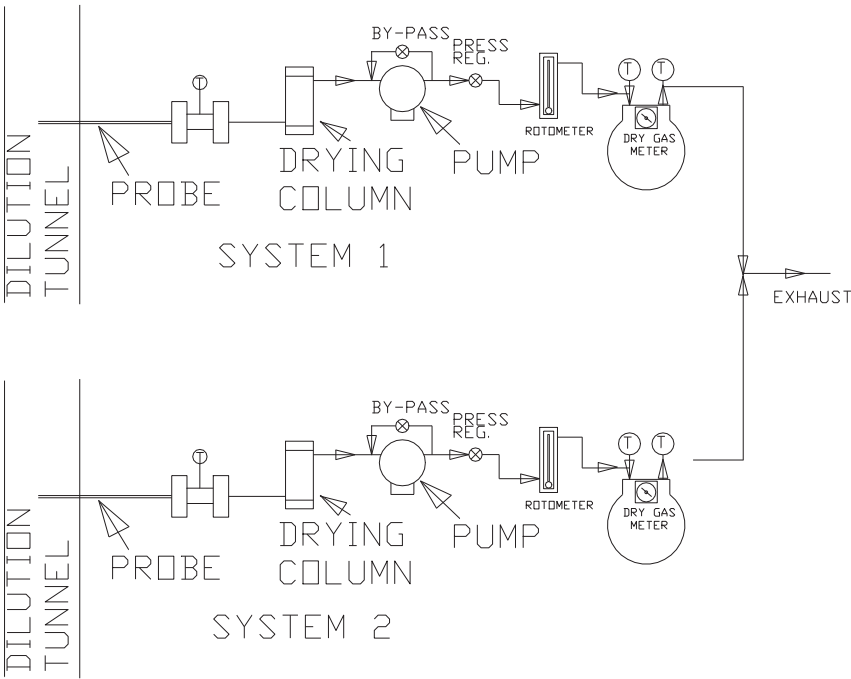 BY-PASS
PRESS
REG.
T
T
T
ROTOMETER
DRY GAS
METER
DRYING
COLUMN
PUMP
PROBE
DILUTION
TUNNEL
SYSTEM 1
EXHAUST
BY-PASS
PRESS
REG.
T
T
T
ROTOMETER
DRY GAS
METER
DRYING
COLUMN
PUMP
PROBE
DILUTION
TUNNEL
SYSTEM 2